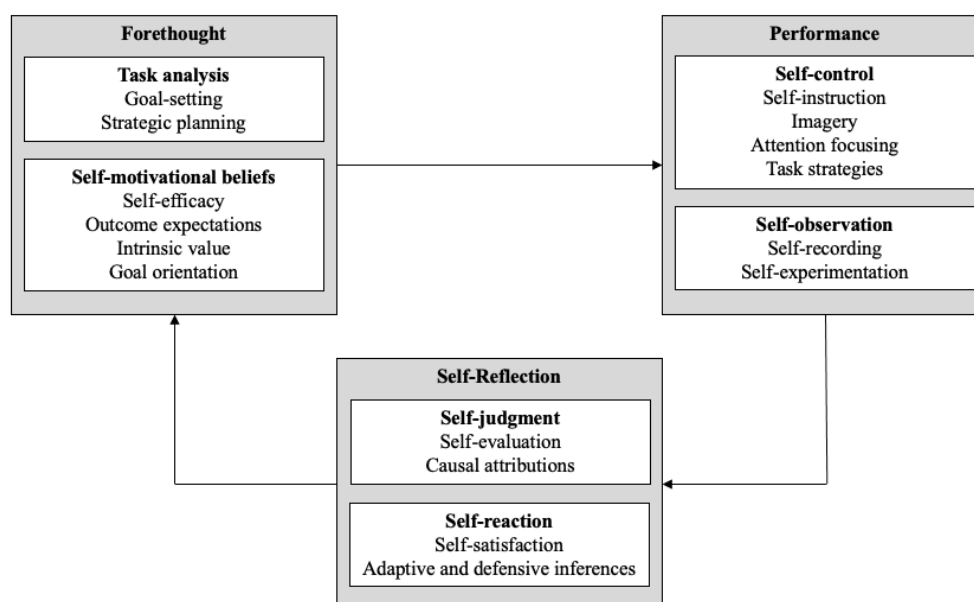 Forethought
Task analysis
Goal-setting
Strategic planning
Self-motivational beliefs
Self-efficacy
Outcome expectations
Intrinsic value
Goal orientation
Performance
Self-control
Self-instruction
Imagery
Attention focusing
Task strategies
Self-observation
Self-recording
Self-experimentation
Self-Reflection
Self-judgment
Self-evaluation
Causal attributions
Self-reaction
Self-satisfaction
Adaptive and defensive inferences